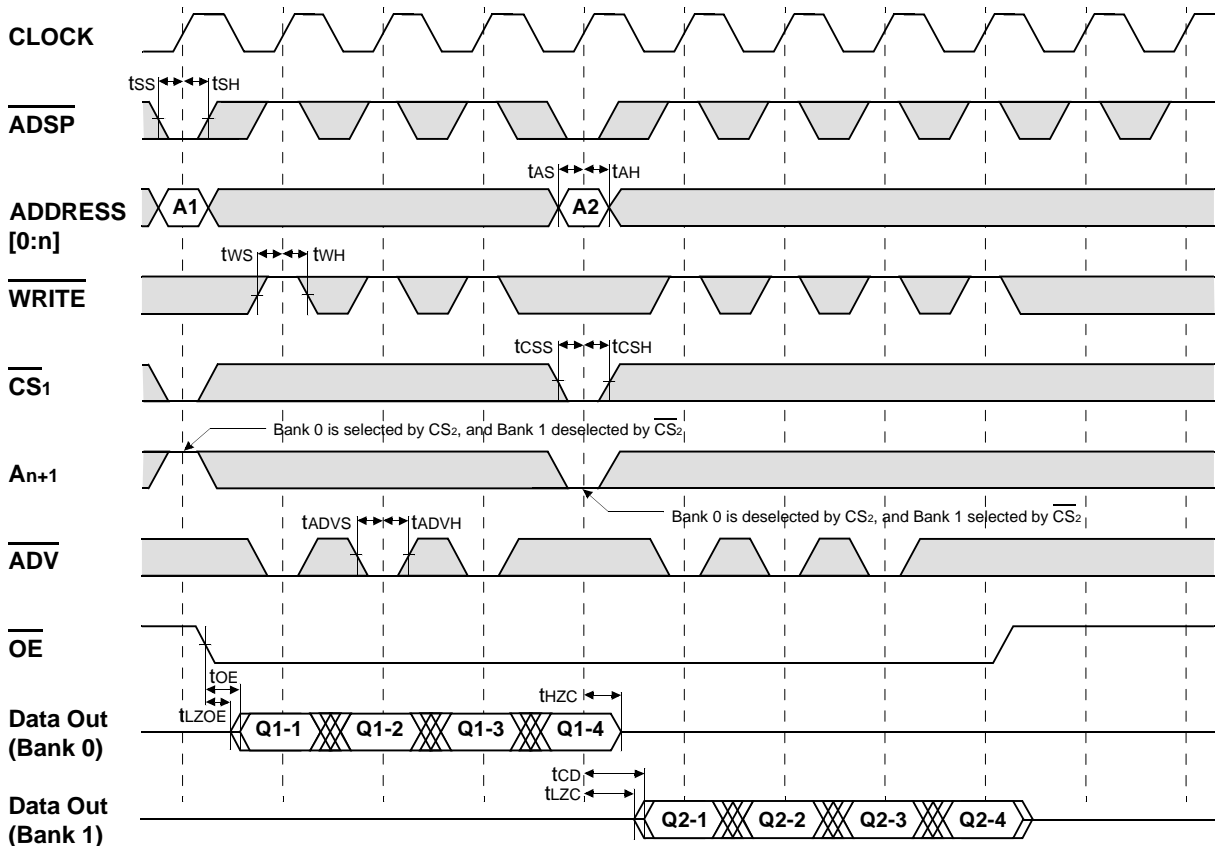 CLOCK
tSS tSH
ADSP
tAS tAH
ADDRESS
[0:n]
A1 A2
tWS tWH
WRITE
tCSS tCSH
CS1
Bank 0 is selected by CS2, and Bank 1 deselected by CS2
An+1
Bank 0 is deselected by CS2, and Bank 1 selected by CS2
tADVS tADVH
ADV
OE
tOE
tHZC
tLZOE
Data Out
(Bank 0)
Q1-1 Q1-2 Q1-3 Q1-4
tCD
tLZC
Data Out
(Bank 1)
Q2-1 Q2-2 Q2-3 Q2-4